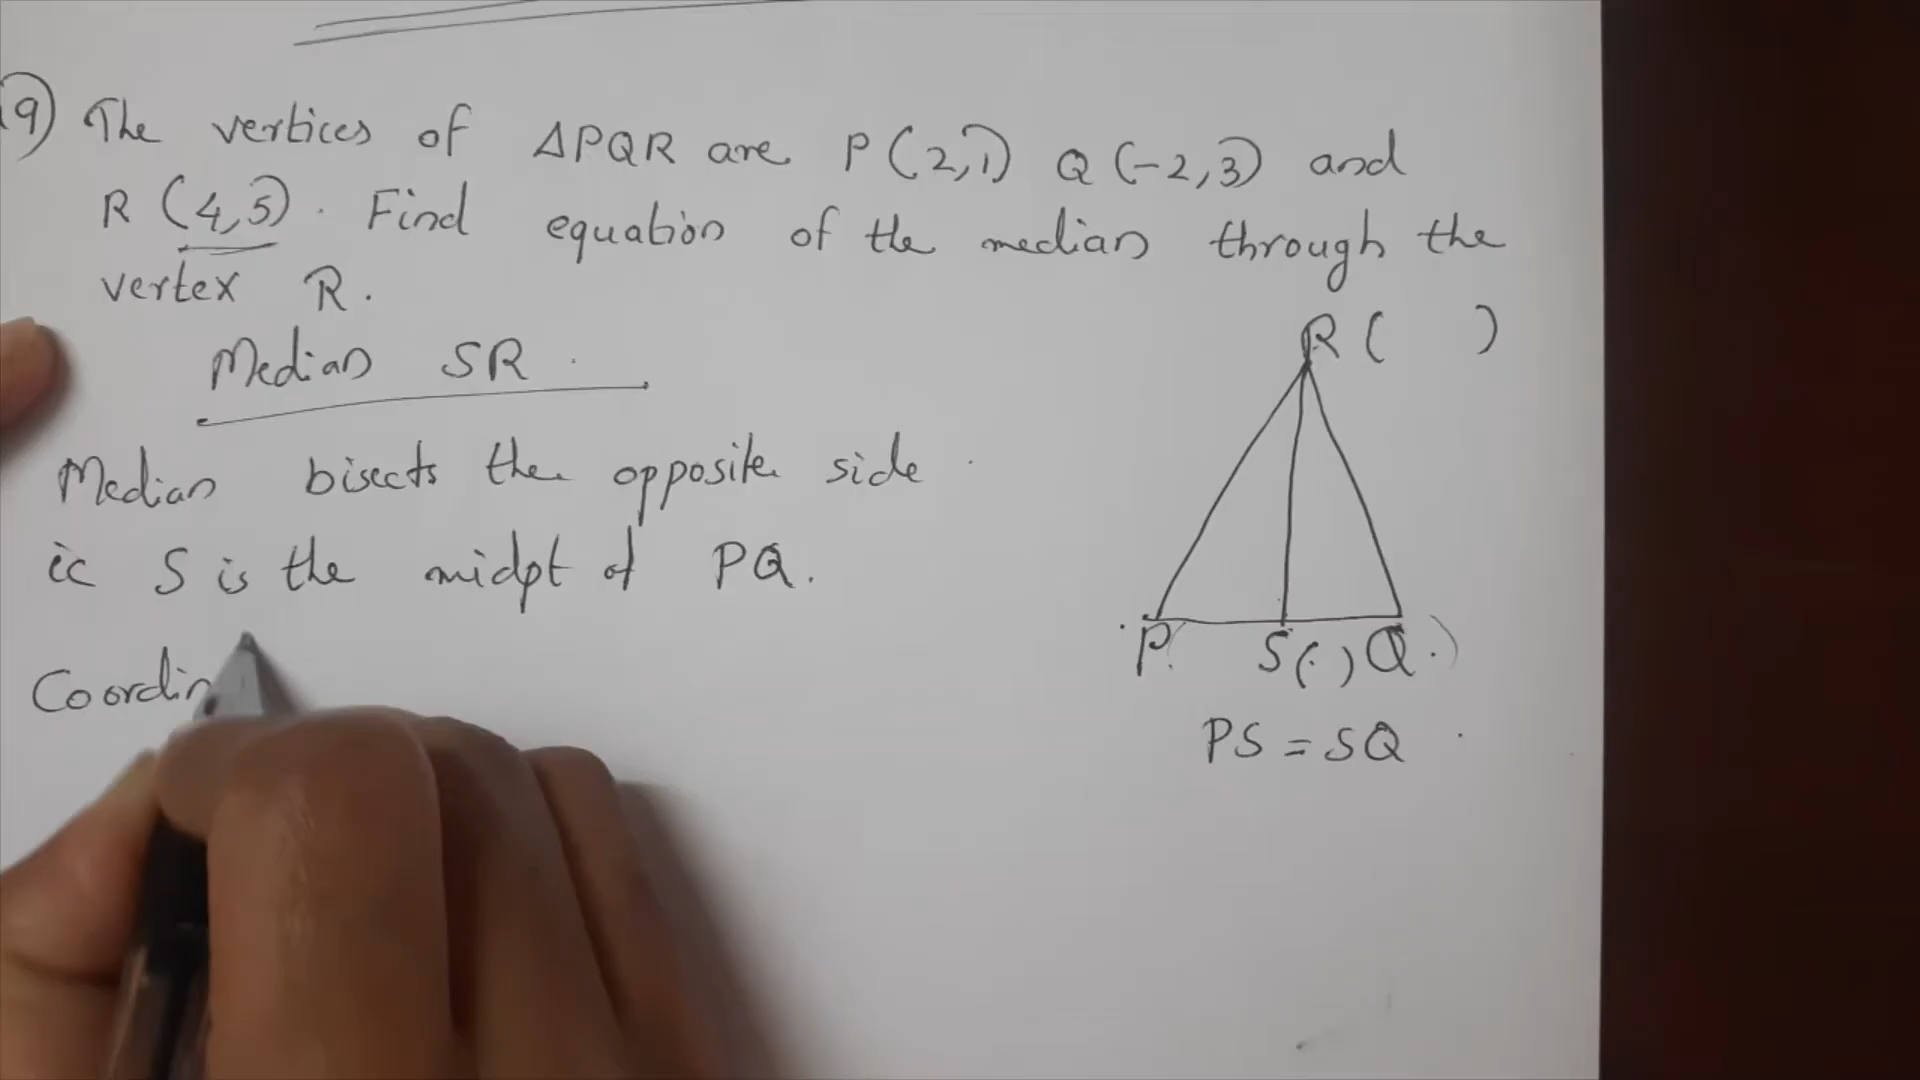 9) The vertices of ΔPQR are P(2,1) Q(-2,3) and
R (4,5). Find equation of the median through the
vertex R.
Median SR.
Median bisects the opposite side
ie S is the midpt of PQ.
Coordin
R ( )
P S(.) Q.)
PS = SQ